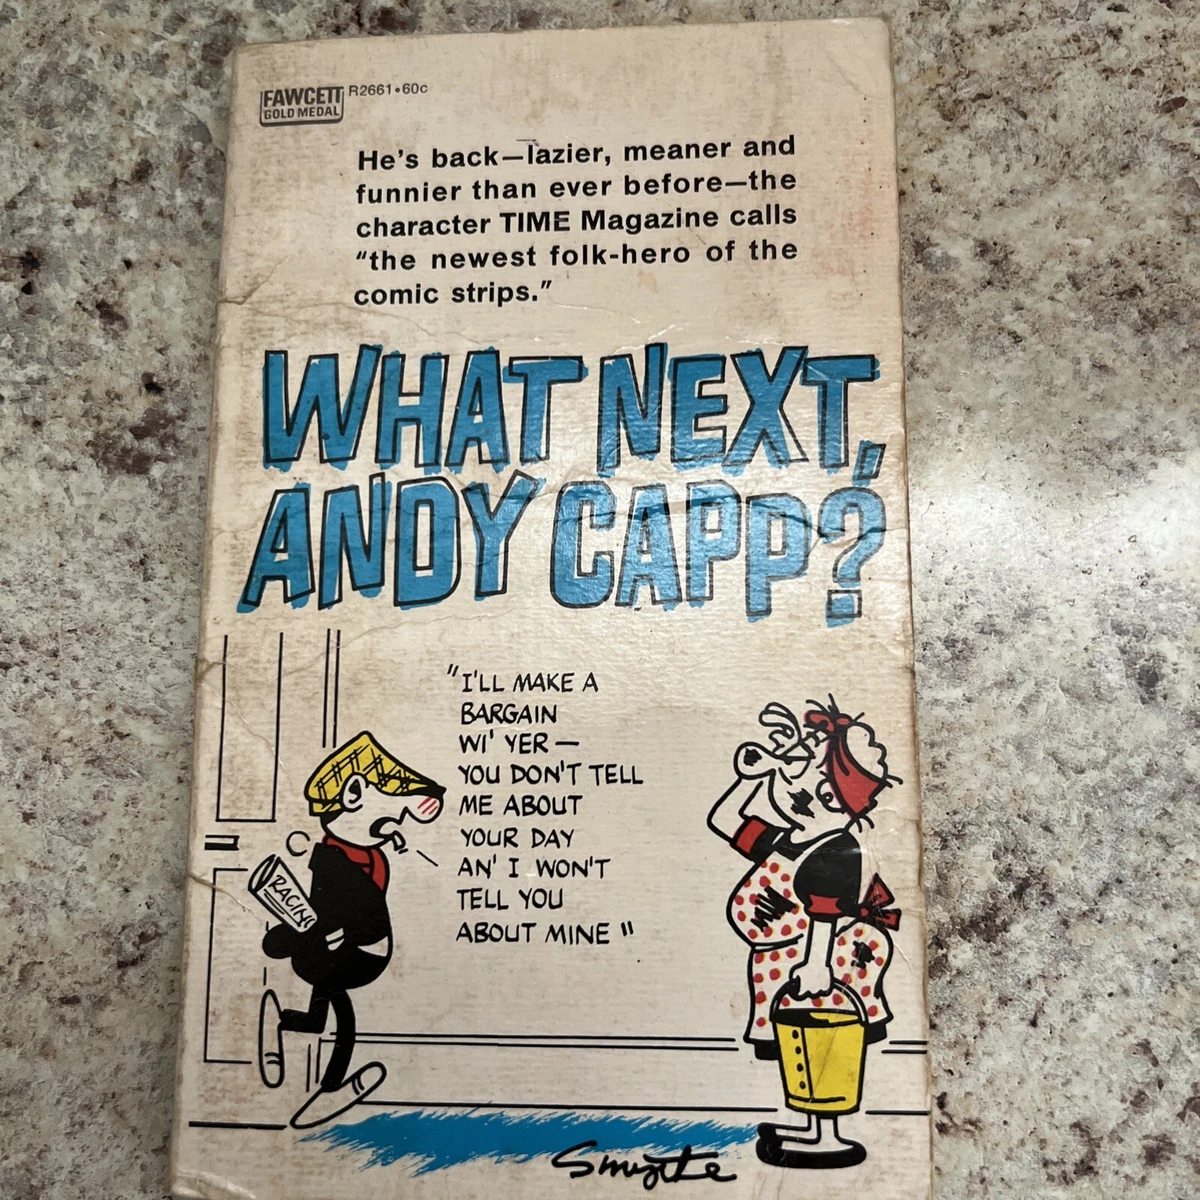 FAWCETT
GOLD MEDAL
R2661•60c
He's back—lazier, meaner and
funnier than ever before—the
character TIME Magazine calls
"the newest folk-hero of the
comic strips."
WHAT NEXT,
ANDY CAPP?
"I'LL MAKE A
BARGAIN
WI' YER —
YOU DON'T TELL
ME ABOUT
YOUR DAY
AN' I WON'T
TELL YOU
ABOUT MINE"
RACING
Smythe